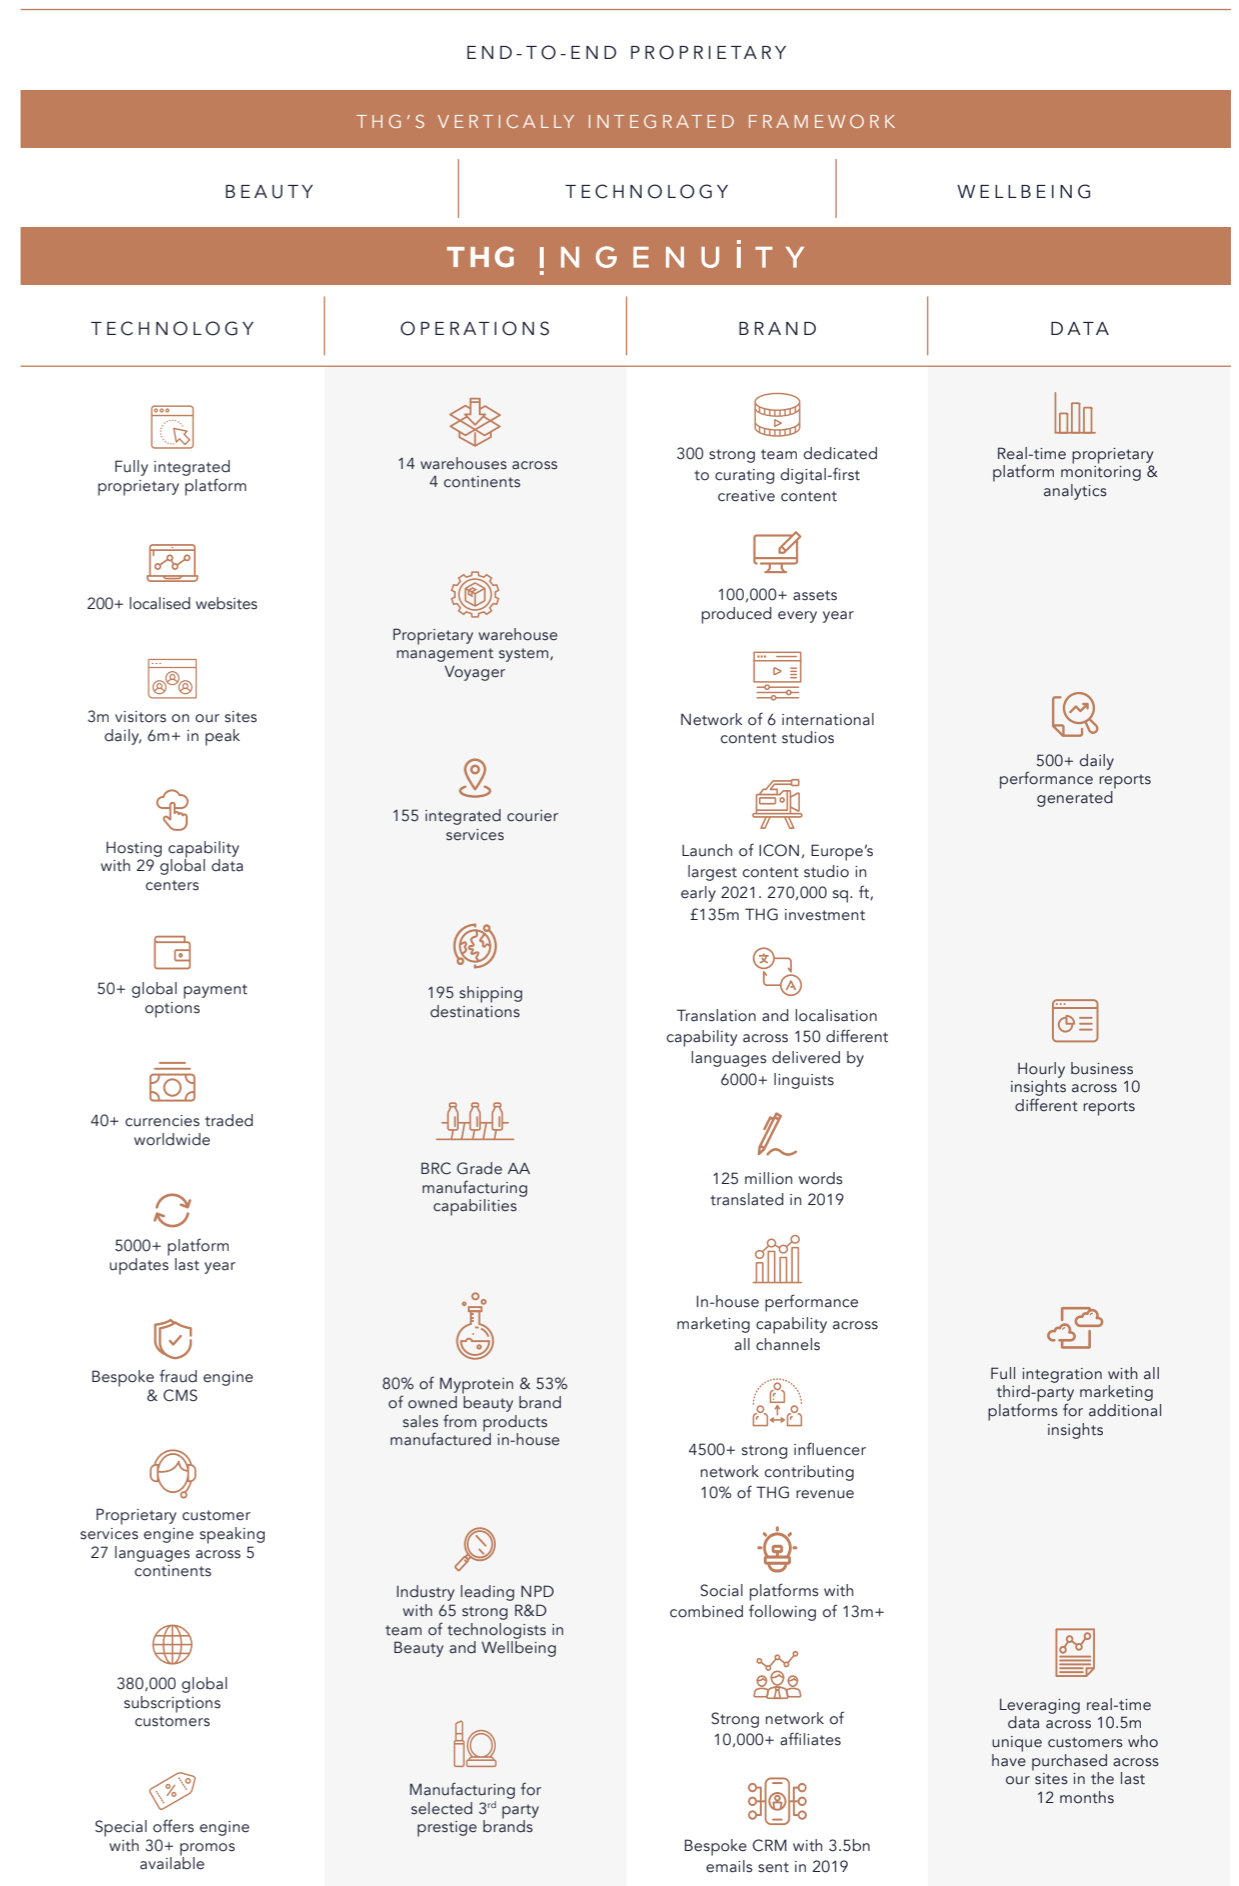 END-TO-END PROPRIETARY
THG'S VERTICALLY INTEGRATED FRAMEWORK
BEAUTY
TECHNOLOGY
WELLBEING
THG INGENUITY
TECHNOLOGY
OPERATIONS
BRAND
DATA
Fully integrated
proprietary platform
200+ localised websites
3m visitors on our sites
daily, 6m+ in peak
Hosting capability
with 29 global data
centers
50+ global payment
options
40+ currencies traded
worldwide
5000+ platform
updates last year
Bespoke fraud engine
& CMS
Proprietary customer
services engine speaking
27 languages across 5
continents
380,000 global
subscriptions
customers
Special offers engine
with 30+ promos
available
14 warehouses across
4 continents
Proprietary warehouse
management system,
Voyager
155 integrated courier
services
195 shipping
destinations
BRC Grade AA
manufacturing
capabilities
80% of Myprotein & 53%
of owned beauty brand
sales from products
manufactured in-house
Industry leading NPD
with 65 strong R&D
team of technologists in
Beauty and Wellbeing
Manufacturing for
selected 3rd party
prestige brands
300 strong team dedicated
to curating digital-first
creative content
100,000+ assets
produced every year
Network of 6 international
content studios
Launch of ICON, Europe's
largest content studio in
early 2021. 270,000 sq. ft,
£135m THG investment
文
A
Translation and localisation
capability across 150 different
languages delivered by
6000+ linguists
125 million words
translated in 2019
In-house performance
marketing capability across
all channels
4500+ strong influencer
network contributing
10% of THG revenue
Social platforms with
combined following of 13m+
Strong network of
10,000+ affiliates
Bespoke CRM with 3.5bn
emails sent in 2019
Real-time proprietary
platform monitoring &
analytics
500+ daily
performance reports
generated
Hourly business
insights across 10
different reports
Full integration with all
third-party marketing
platforms for additional
insights
Leveraging real-time
data across 10.5m
unique customers who
have purchased across
our sites in the last
12 months